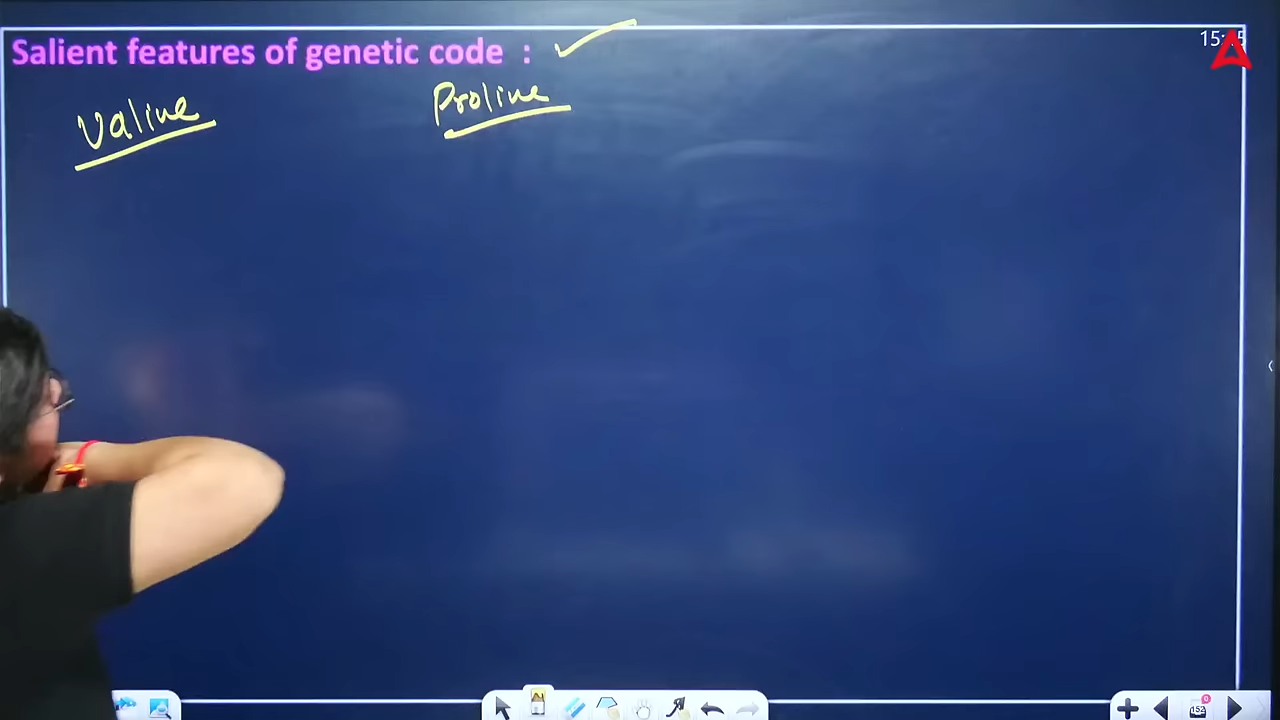 Salient features of genetic code :
Valine
Proline